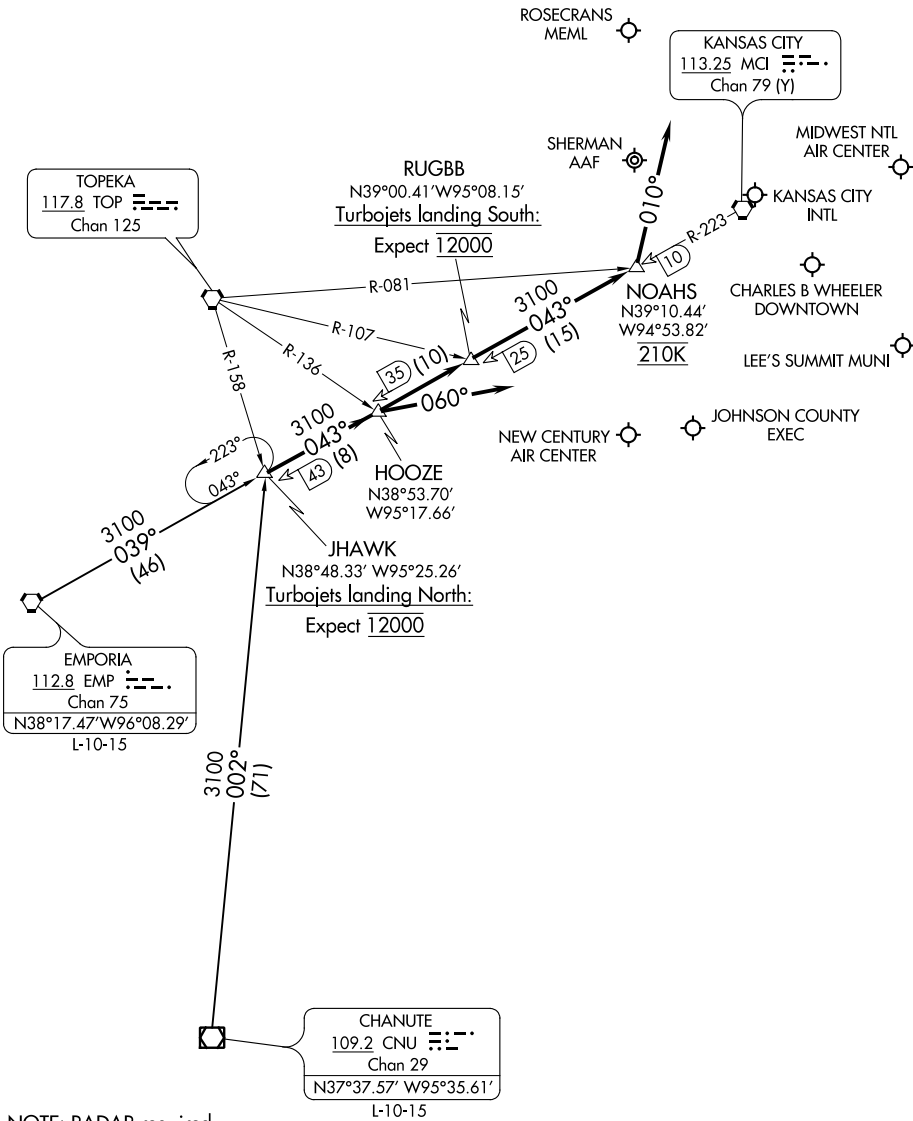 ROSECRANS
MEML
KANSAS CITY
113.25 MCI
Chan 79 (Y)
SHERMAN
AAF
MIDWEST NTL
AIR CENTER
RUGBB
N39°00.41'W95°08.15'
Turbojets landing South:
Expect 12000
TOPEKA
117.8 TOP
Chan 125
010°
KANSAS CITY
INTL
R-223
10
R-081
NOAHS
N39°10.44'
W94°53.82'
210K
CHARLES B WHEELER
DOWNTOWN
3100
043°
(15)
R-107
25
LEE'S SUMMIT MUNI
R-136
35
(10)
R-158
060°
3100
043°
(8)
43
JOHNSON COUNTY
EXEC
NEW CENTURY
AIR CENTER
HOOZE
N38°53.70'
W95°17.66'
223°
043°
3100
039°
(46)
JHAWK
N38°48.33' W95°25.26'
Turbojets landing North:
Expect 12000
EMPORIA
112.8 EMP
Chan 75
N38°17.47'W96°08.29'
L-10-15
3100
002°
(71)
CHANUTE
109.2 CNU
Chan 29
N37°37.57' W95°35.61'
L-10-15
NOTE: RADAR required